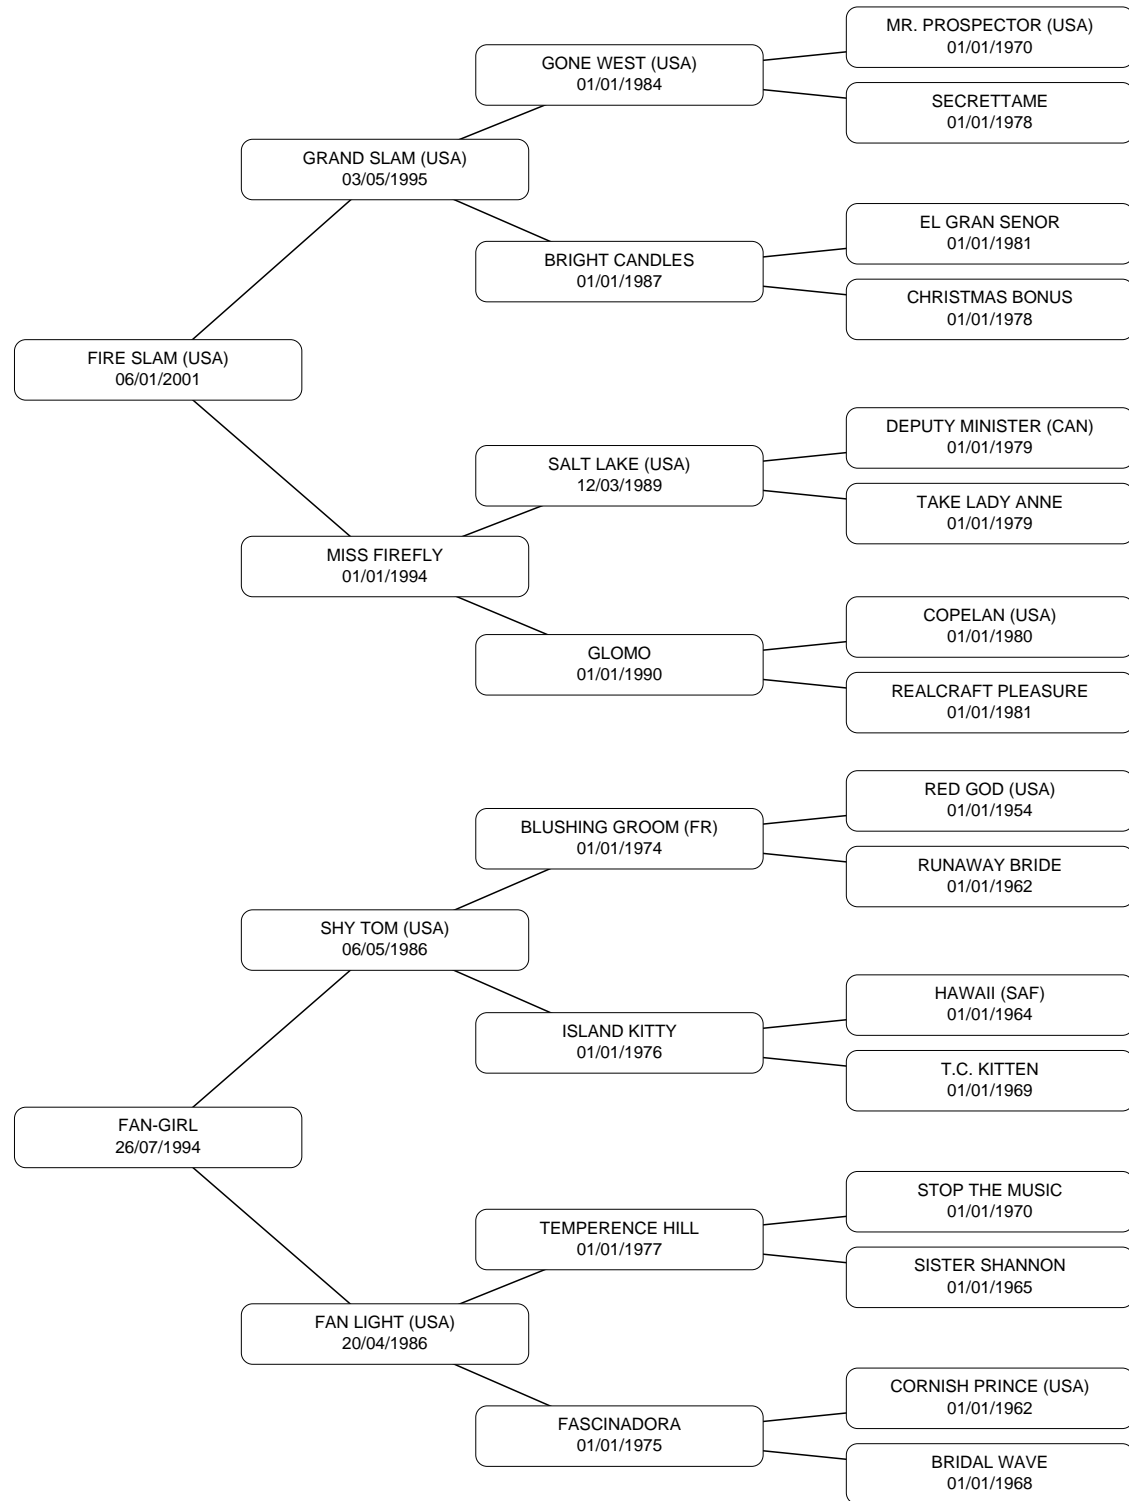 MR. PROSPECTOR (USA)
01/01/1970
GONE WEST (USA)
01/01/1984
SECRETTAME
01/01/1978
GRAND SLAM (USA)
03/05/1995
EL GRAN SENOR
01/01/1981
BRIGHT CANDLES
01/01/1987
CHRISTMAS BONUS
01/01/1978
FIRE SLAM (USA)
06/01/2001
DEPUTY MINISTER (CAN)
01/01/1979
SALT LAKE (USA)
12/03/1989
TAKE LADY ANNE
01/01/1979
MISS FIREFLY
01/01/1994
COPELAN (USA)
01/01/1980
GLOMO
01/01/1990
REALCRAFT PLEASURE
01/01/1981
RED GOD (USA)
01/01/1954
BLUSHING GROOM (FR)
01/01/1974
RUNAWAY BRIDE
01/01/1962
SHY TOM (USA)
06/05/1986
HAWAII (SAF)
01/01/1964
ISLAND KITTY
01/01/1976
T.C. KITTEN
01/01/1969
FAN-GIRL
26/07/1994
STOP THE MUSIC
01/01/1970
TEMPERENCE HILL
01/01/1977
SISTER SHANNON
01/01/1965
FAN LIGHT (USA)
20/04/1986
CORNISH PRINCE (USA)
01/01/1962
FASCINADORA
01/01/1975
BRIDAL WAVE
01/01/1968